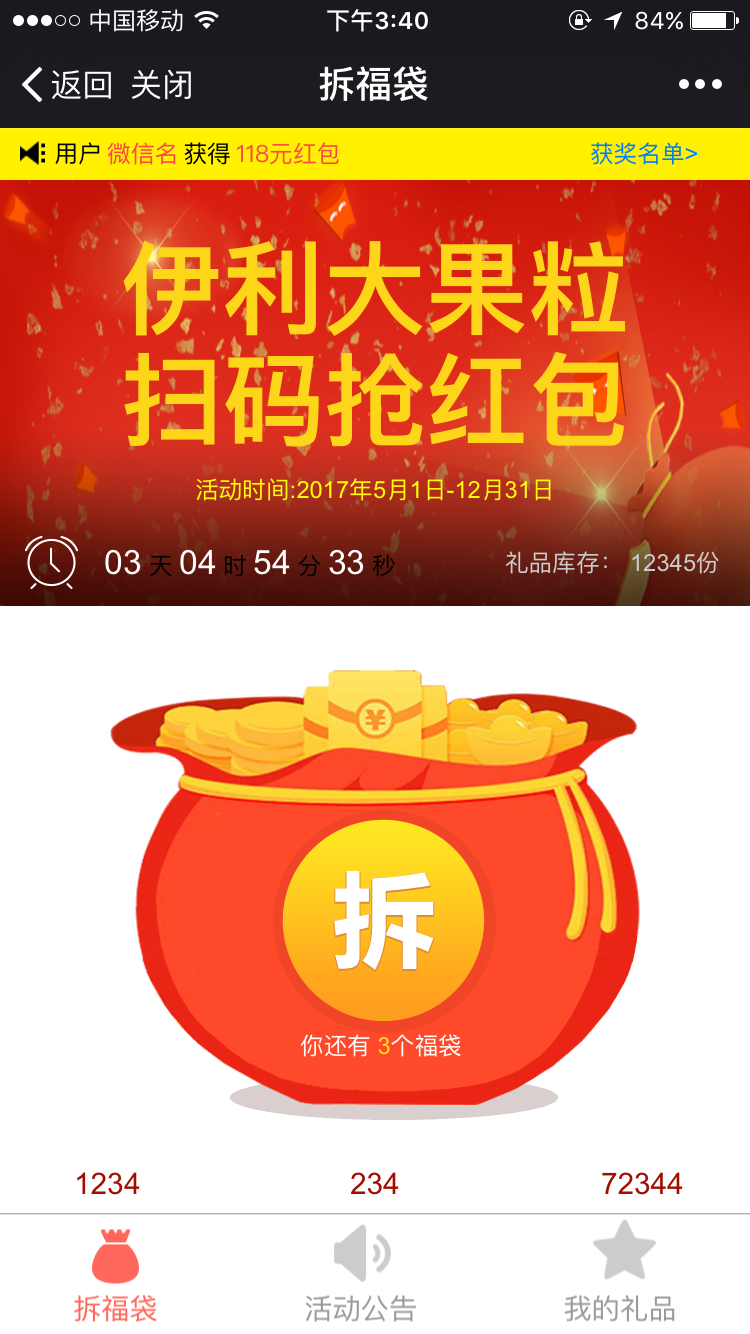 中国移动 下午3:40 84%
返回 关闭 拆福袋
用户 微信名 获得 118元红包 获奖名单>
伊利大果粒
扫码抢红包
活动时间:2017年5月1日-12月31日
03 天 04 时 54 分 33 秒 礼品库存： 12345份
¥
拆
你还有 3个福袋
1234 234 72344
拆福袋 活动公告 我的礼品